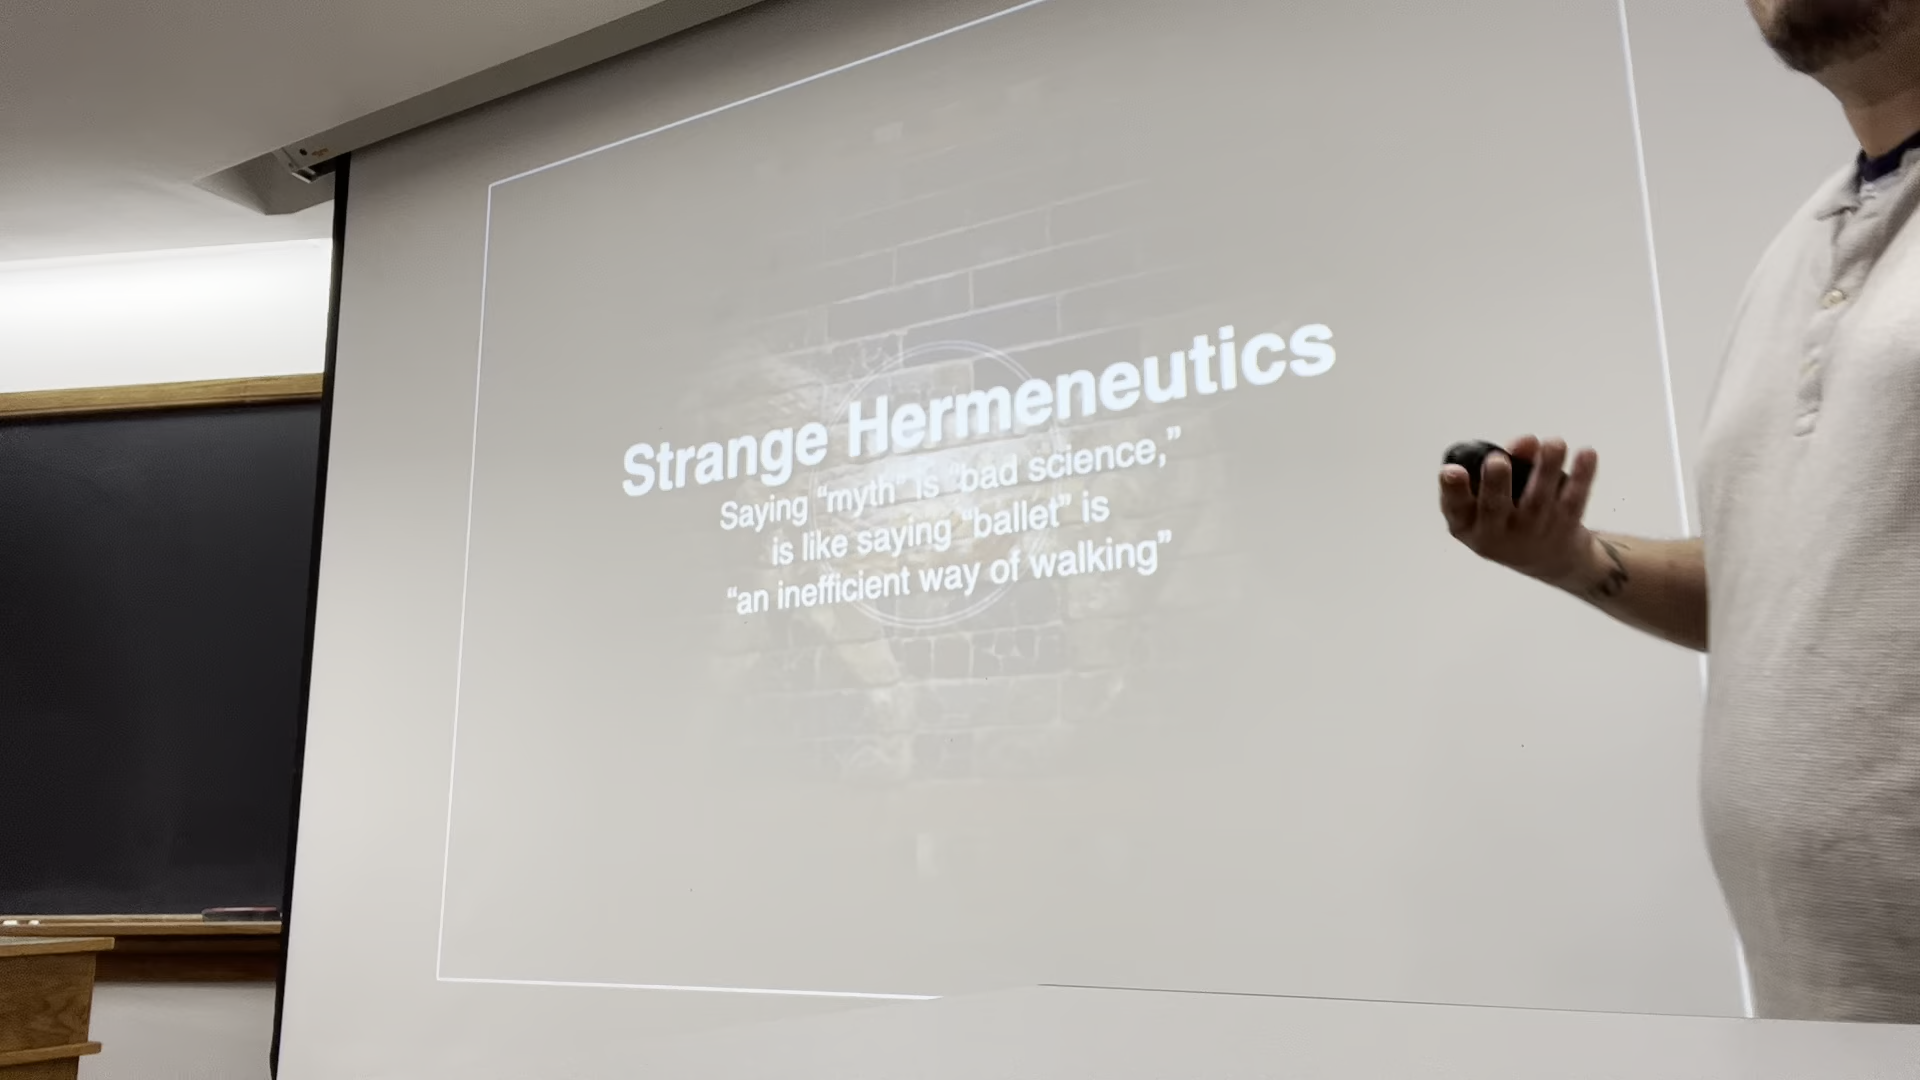 Strange Hermeneutics
Saying “myth” is “bad science,”
is like saying “ballet” is
“an inefficient way of walking”